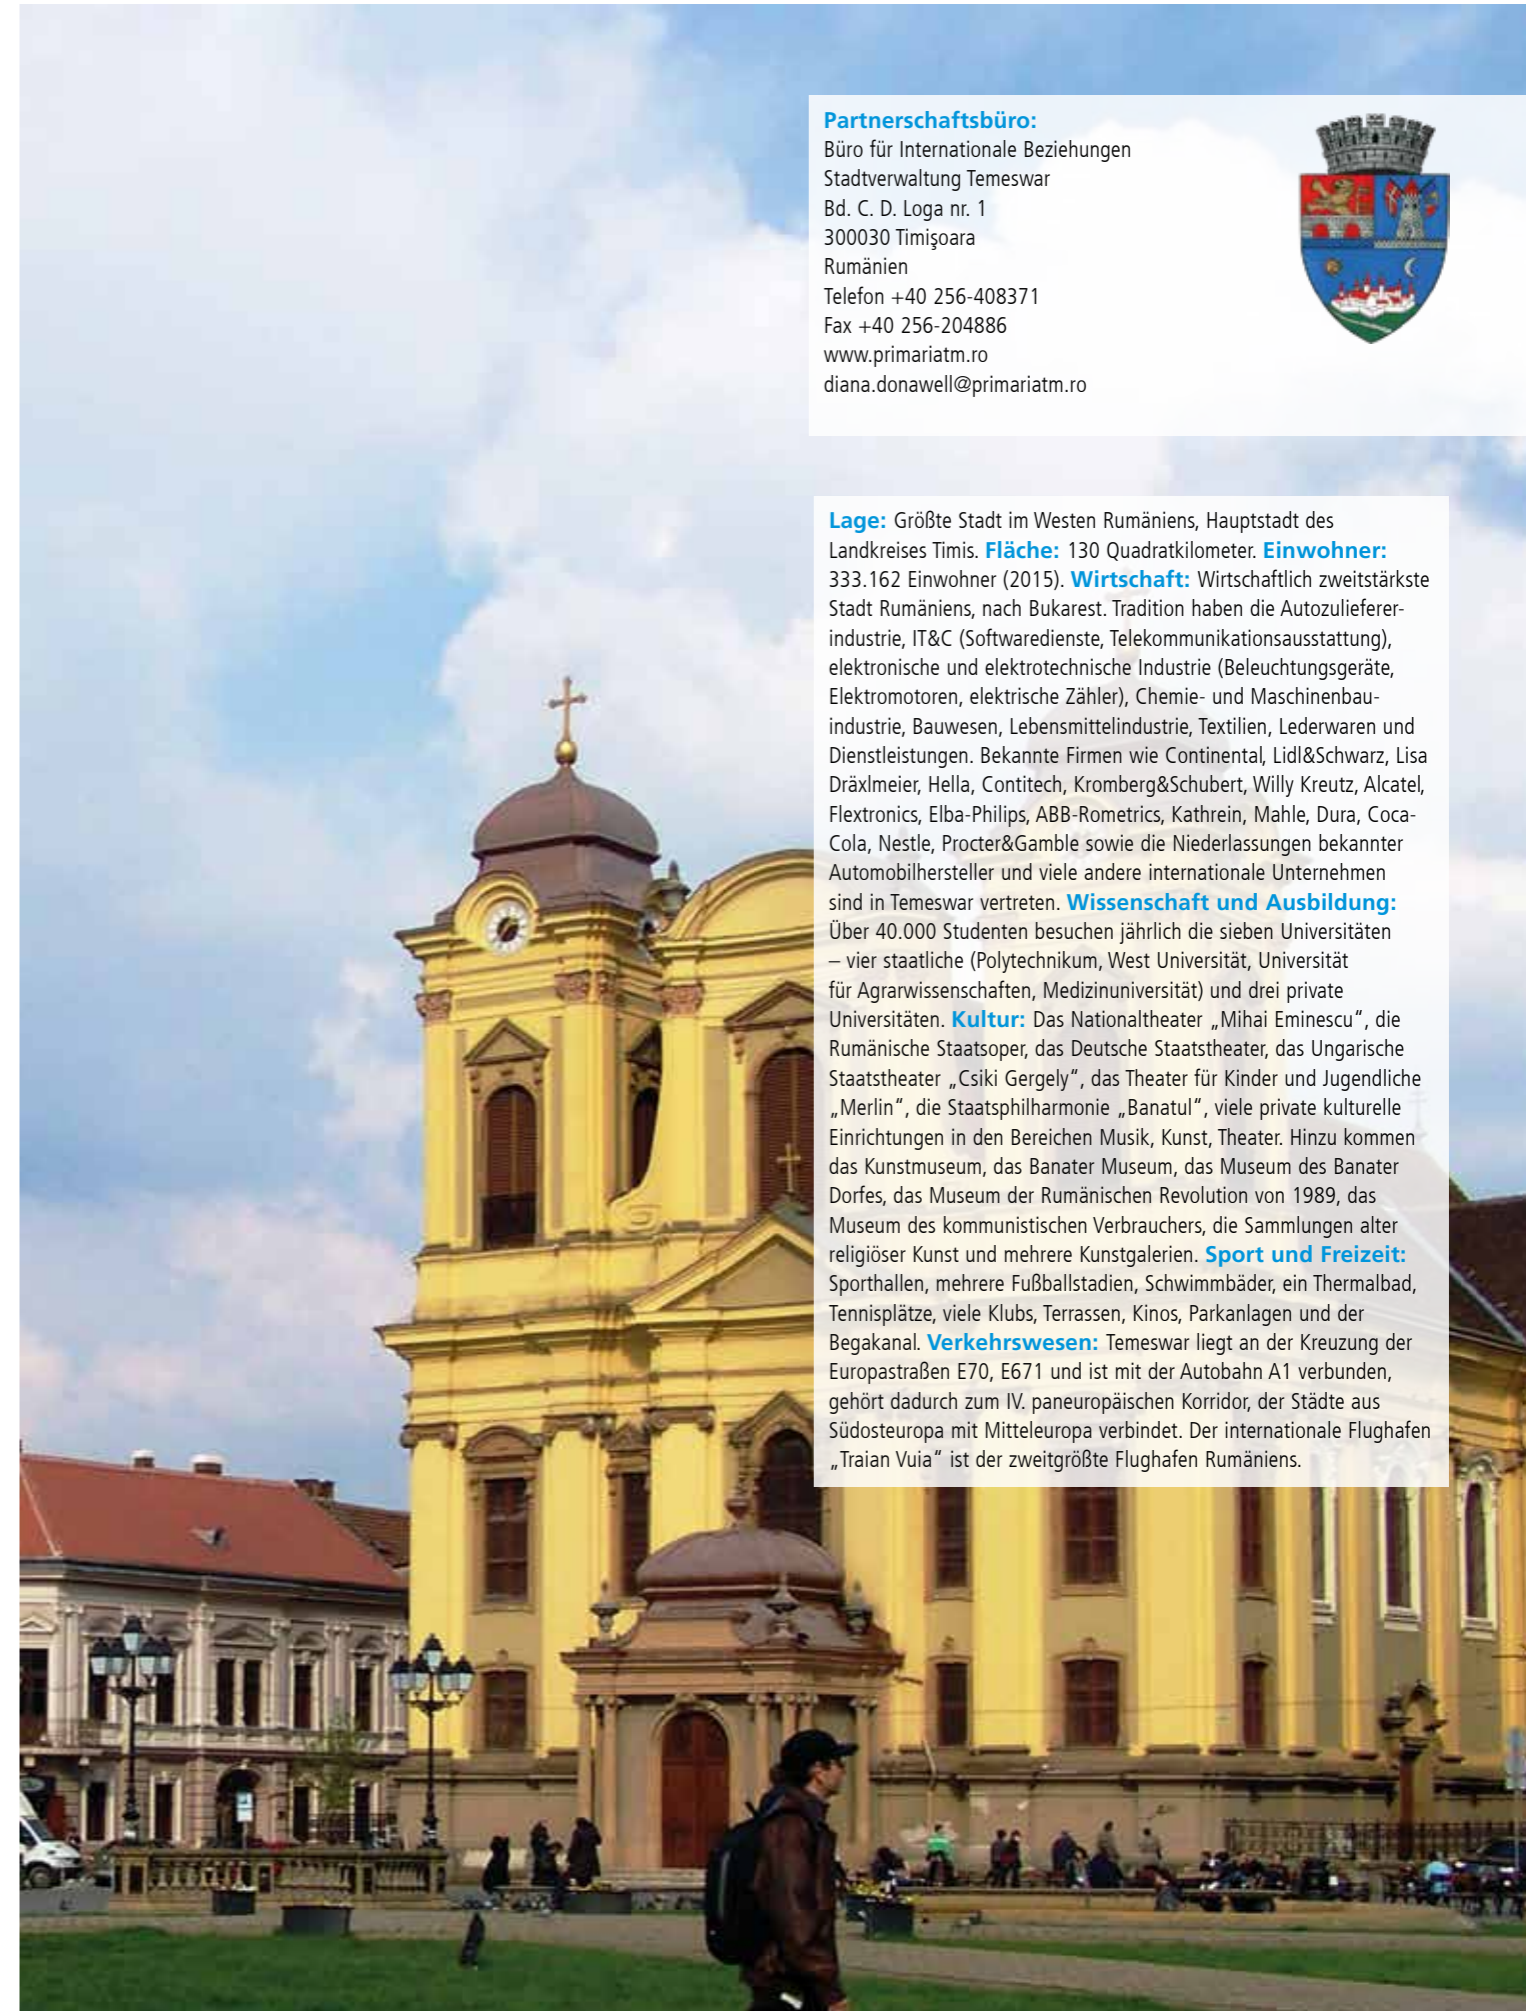 Partnerschaftsbüro:
Büro für Internationale Beziehungen
Stadtverwaltung Temeswar
Bd. C. D. Loga nr. 1
300030 Timişoara
Rumänien
Telefon +40 256-408371
Fax +40 256-204886
www.primariatm.ro
diana.donawell@primariatm.ro
Lage: Größte Stadt im Westen Rumäniens, Hauptstadt des
Landkreises Timis. Fläche: 130 Quadratkilometer. Einwohner:
333.162 Einwohner (2015). Wirtschaft: Wirtschaftlich zweitstärkste
Stadt Rumäniens, nach Bukarest. Tradition haben die Autozulieferer-
industrie, IT&C (Softwaredienste, Telekommunikationsausstattung),
elektronische und elektrotechnische Industrie (Beleuchtungsgeräte,
Elektromotoren, elektrische Zähler), Chemie- und Maschinenbau-
industrie, Bauwesen, Lebensmittelindustrie, Textilien, Lederwaren und
Dienstleistungen. Bekannte Firmen wie Continental, Lidl&Schwarz, Lisa
Dräxlmeier, Hella, Contitech, Kromberg&Schubert, Willy Kreutz, Alcatel,
Flextronics, Elba-Philips, ABB-Rometrics, Kathrein, Mahle, Dura, Coca-
Cola, Nestle, Procter&Gamble sowie die Niederlassungen bekannter
Automobilhersteller und viele andere internationale Unternehmen
sind in Temeswar vertreten. Wissenschaft und Ausbildung:
Über 40.000 Studenten besuchen jährlich die sieben Universitäten
– vier staatliche (Polytechnikum, West Universität, Universität
für Agrarwissenschaften, Medizinuniversität) und drei private
Universitäten. Kultur: Das Nationaltheater „Mihai Eminescu“, die
Rumänische Staatsoper, das Deutsche Staatstheater, das Ungarische
Staatstheater „Csiki Gergely“, das Theater für Kinder und Jugendliche
„Merlin“, die Staatsphilharmonie „Banatul“, viele private kulturelle
Einrichtungen in den Bereichen Musik, Kunst, Theater. Hinzu kommen
das Kunstmuseum, das Banater Museum, das Museum des Banater
Dorfes, das Museum der Rumänischen Revolution von 1989, das
Museum des kommunistischen Verbrauchers, die Sammlungen alter
religiöser Kunst und mehrere Kunstgalerien. Sport und Freizeit:
Sporthallen, mehrere Fußballstadien, Schwimmbäder, ein Thermalbad,
Tennisplätze, viele Klubs, Terrassen, Kinos, Parkanlagen und der
Begakanal. Verkehrswesen: Temeswar liegt an der Kreuzung der
Europastraßen E70, E671 und ist mit der Autobahn A1 verbunden,
gehört dadurch zum IV. paneuropäischen Korridor, der Städte aus
Südosteuropa mit Mitteleuropa verbindet. Der internationale Flughafen
„Traian Vuia“ ist der zweitgrößte Flughafen Rumäniens.